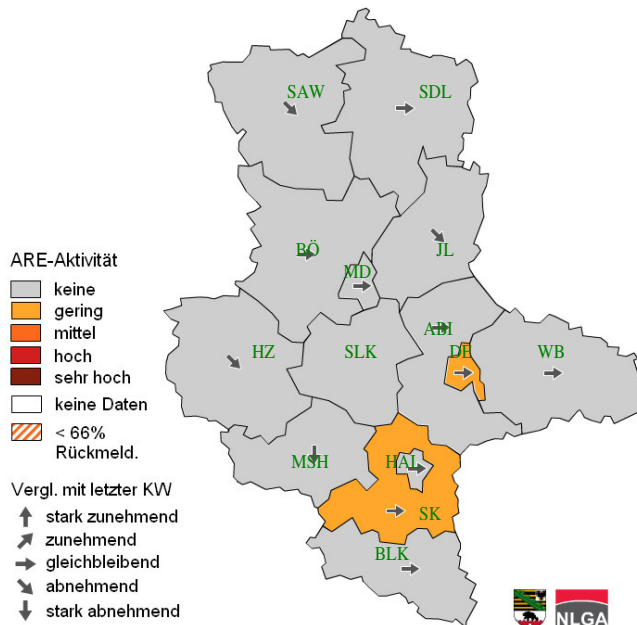 SAW
SDL
BÖ
MD
JL
ABI
DE
WB
HZ
SLK
MSH
HAL
SK
BLK
ARE-Aktivität
keine
gering
mittel
hoch
sehr hoch
keine Daten
< 66%
Rückmeld.
Vergl. mit letzter KW
stark zunehmend
zunehmend
gleichbleibend
abnehmend
stark abnehmend
NLGA